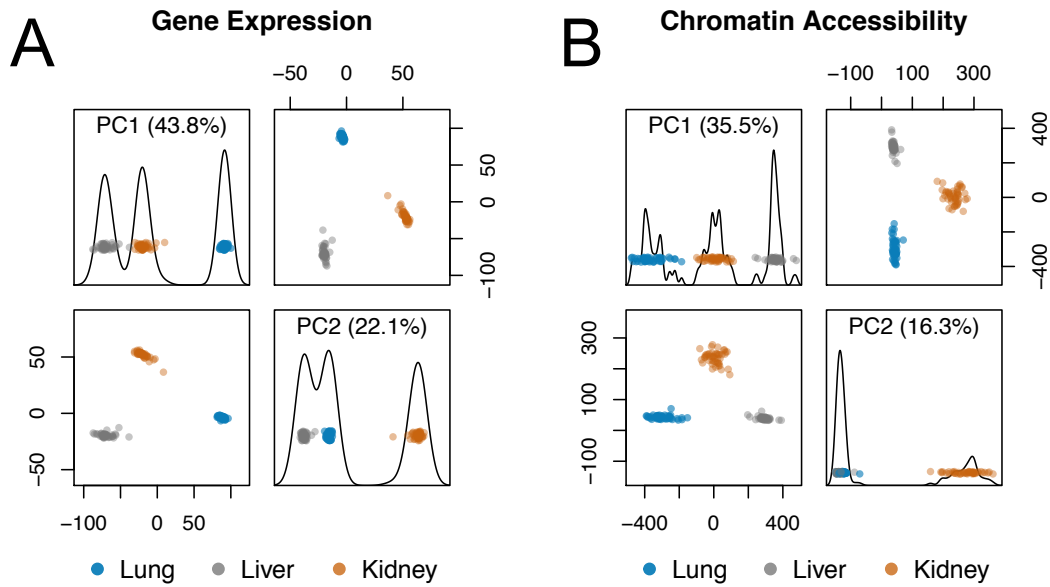 Gene Expression
Chromatin Accessibility
A
B
−50 0 50
−100 100 300
PC1 (43.8%)
50
0
−100
PC1 (35.5%)
400
0
−400
50
0
−50
PC2 (22.1%)
300
100
−100
PC2 (16.3%)
−100 0
−400 0 400
Lung Liver Kidney
Lung Liver Kidney